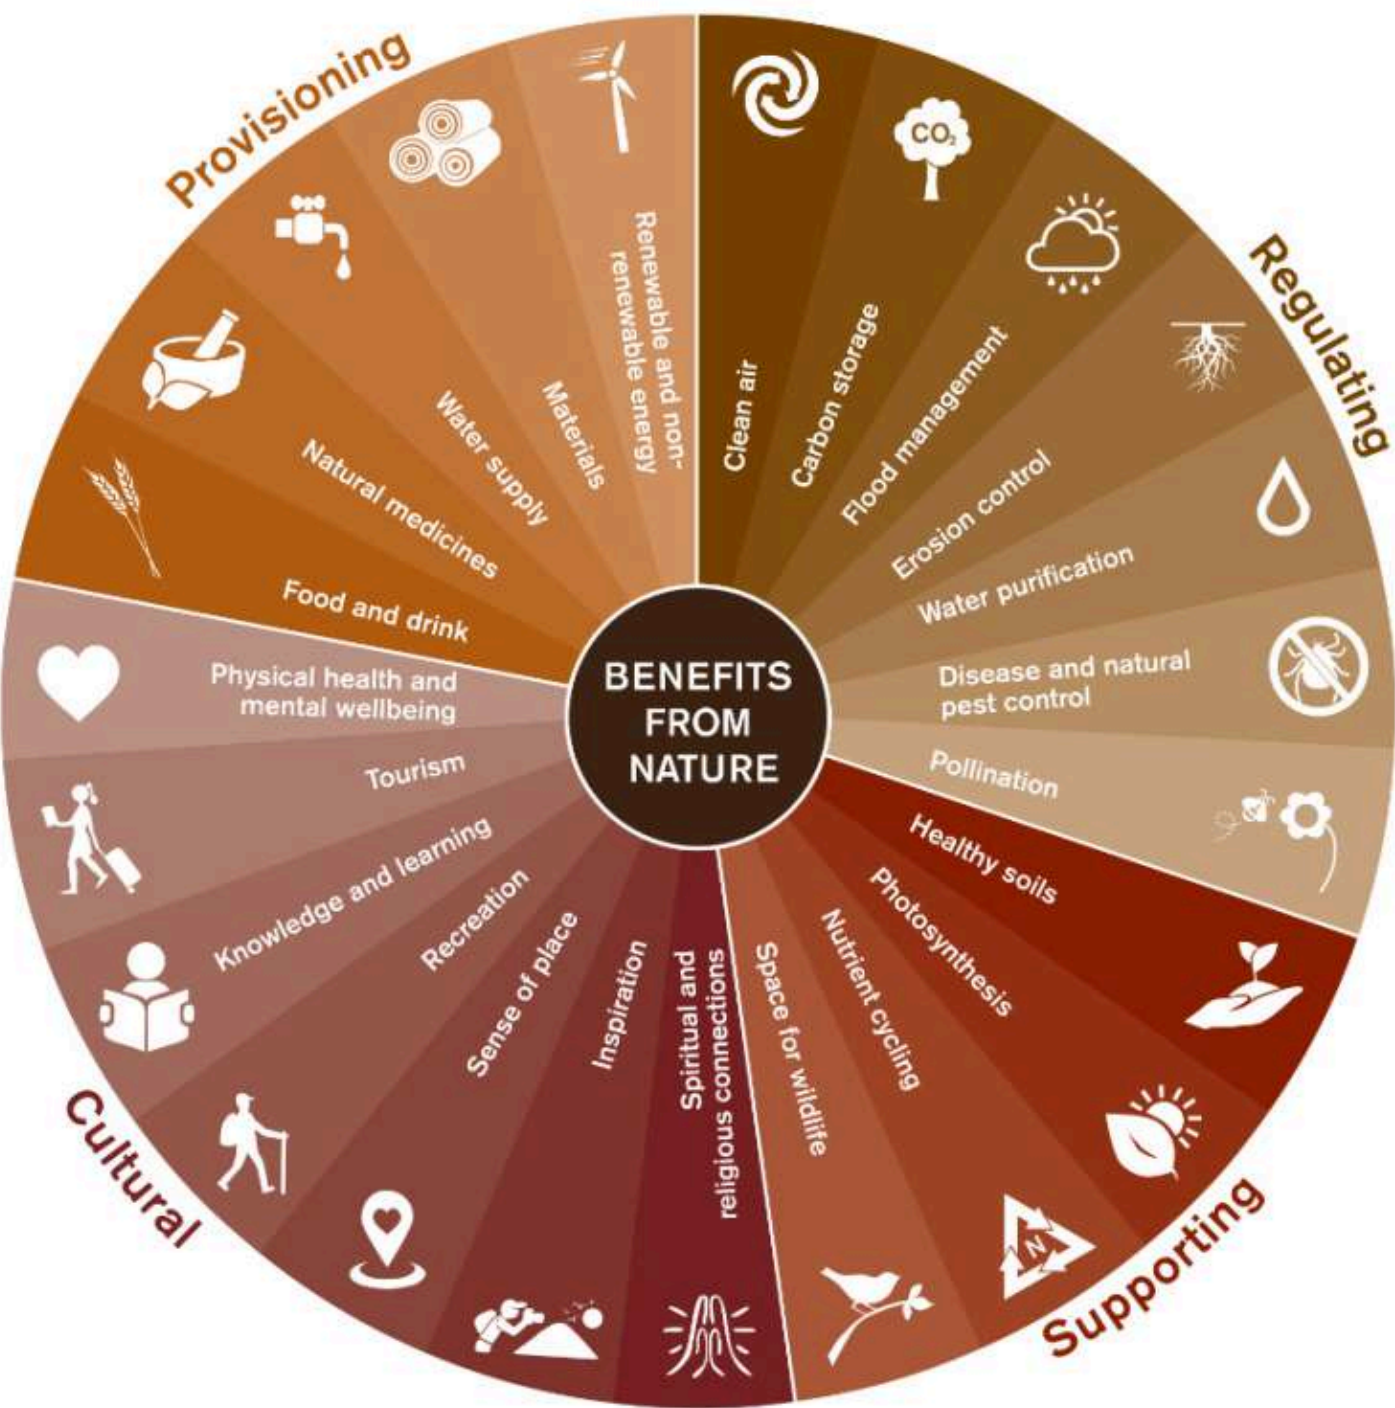 BENEFITS
FROM
NATURE
Provisioning
Renewable and non-
renewable energy
Materials
Water supply
Natural medicines
Food and drink
Regulating
Clean air
CO₂
Carbon storage
Flood management
Erosion control
Water purification
Disease and natural
pest control
Pollination
Supporting
Healthy soils
Photosynthesis
Nutrient cycling
N
Space for wildlife
Cultural
Spiritual and
religious connections
Inspiration
Sense of place
Recreation
Knowledge and learning
Tourism
Physical health and
mental wellbeing